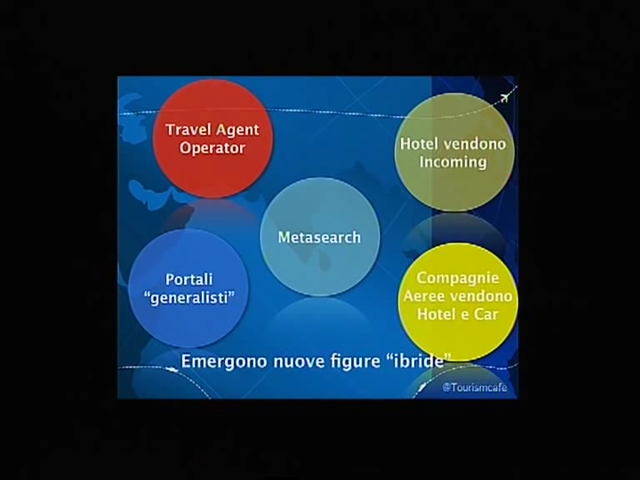 Travel Agent
Operator
Hotel vendono
Incoming
Metasearch
Portali
“generalisti”
Compagnie
Aeree vendono
Hotel e Car
Emergono nuove figure “ibride”
@Tourismcafe